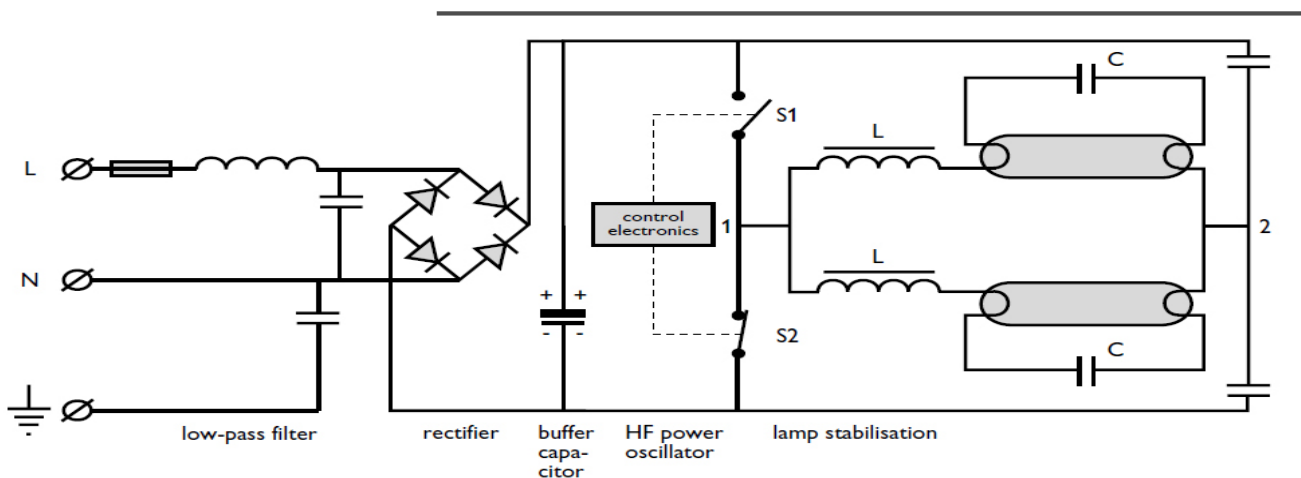 C
S1
L
L
control
electronics
1
2
L
N
+ +
- -
S2
C
low-pass filter
rectifier
buffer
capa-
citor
HF power
oscillator
lamp stabilisation